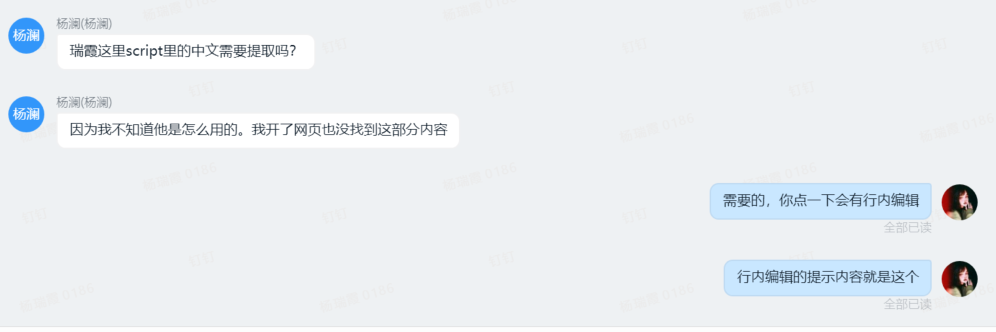 杨澜(杨澜)
杨澜
瑞霞这里script里的中文需要提取吗?
杨澜(杨澜)
杨澜
因为我不知道他是怎么用的。我开了网页也没找到这部分内容
需要的，你点一下会有行内编辑
全部已读
行内编辑的提示内容就是这个
全部已读